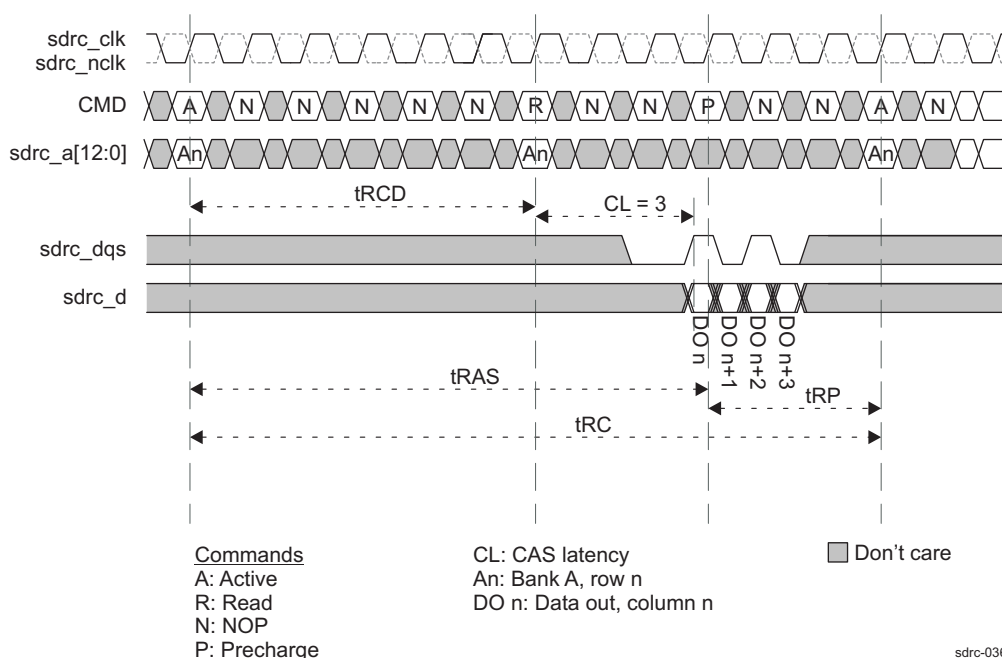 sdrc_clk
sdrc_nclk
CMD A N N N N N R N N P N N A N
sdrc_a[12:0] An An An
tRCD CL = 3
sdrc_dqs
sdrc_d
DO n DO n+1 DO n+2 DO n+3
tRAS
tRP
tRC
Commands
A: Active
R: Read
N: NOP
P: Precharge
CL: CAS latency
An: Bank A, row n
DO n: Data out, column n
Don't care